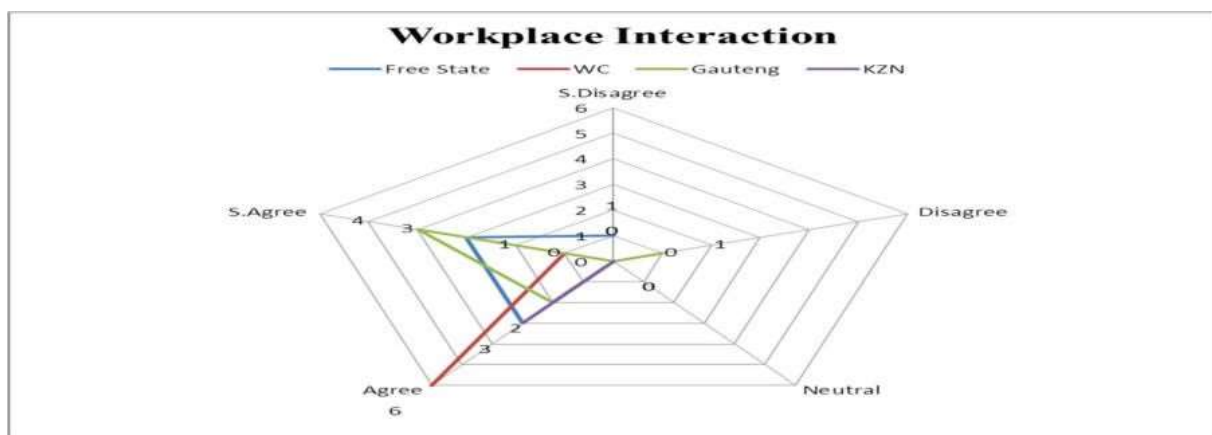 Workplace Interaction
Free State WC Gauteng KZN
S.Disagree
6
5
4
3
2 1
1 0
0
S.Agree 4 3 1 0 0 1 Disagree
0
2
3
Agree Neutral
6